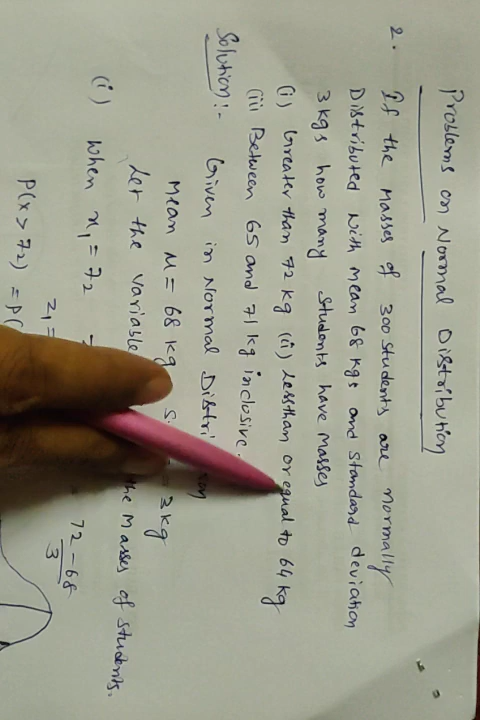 Problems on Normal Distribution
2. If the masses of 300 students are normally
Distributed with mean 68 kgs and standard deviation
3 kgs how many students have masses
(i) Greater than 72 kg (ii) Lessthan or equal to 64 kg
(iii) Between 65 and 71 kg inclusive.
Solution:- Given in Normal
Mean M = 68 kg 3 kg
Let the variable the masses of students.
(i) When x₁ = 72
z₁ = = 72-68
3
P(x > 72) = P(